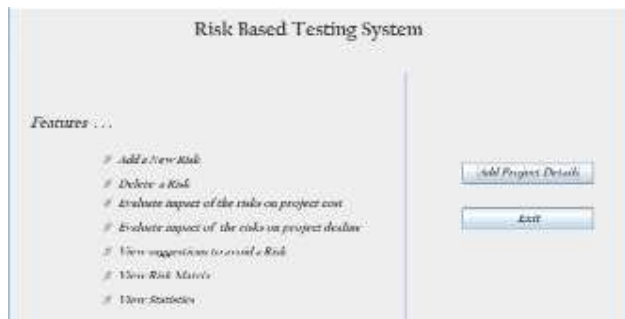 Risk Based Testing System
Features . . .
# Add a New Risk
# Delete a Risk
# Evaluate impact of the risks on project cost
# Evaluate impact of the risks on project dealine
# View suggestions to avoid a Risk
# View Risk Matrix
# View Statistics
Add Project Details
Exit